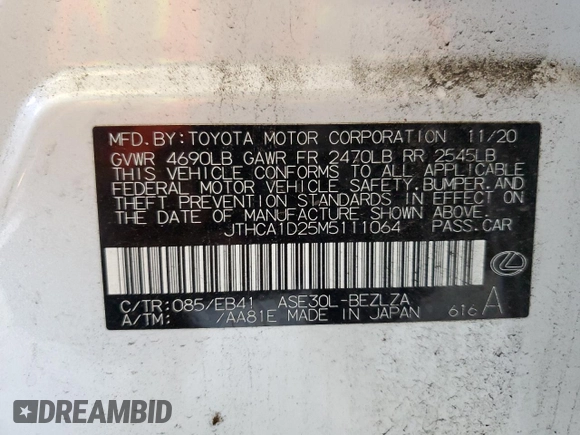 MFD.BY:TOYOTA MOTOR CORPORATION 11/20
GVWR 4690LB GAWR FR 2470LB RR 2545LB
THIS VEHICLE CONFORMS TO ALL APPLICABLE
FEDERAL MOTOR VEHICLE SAFETY, BUMPER, AND
THEFT PREVENTION STANDARDS IN EFFECT ON
THE DATE OF MANUFACTURE SHOWN ABOVE.
JTHCA1D25M5111064 PASS.CAR
C/TR:085/EB41 ASE30L-BEZLZA
A/TM: /AA81E MADE IN JAPAN 616 A
DREAMBID